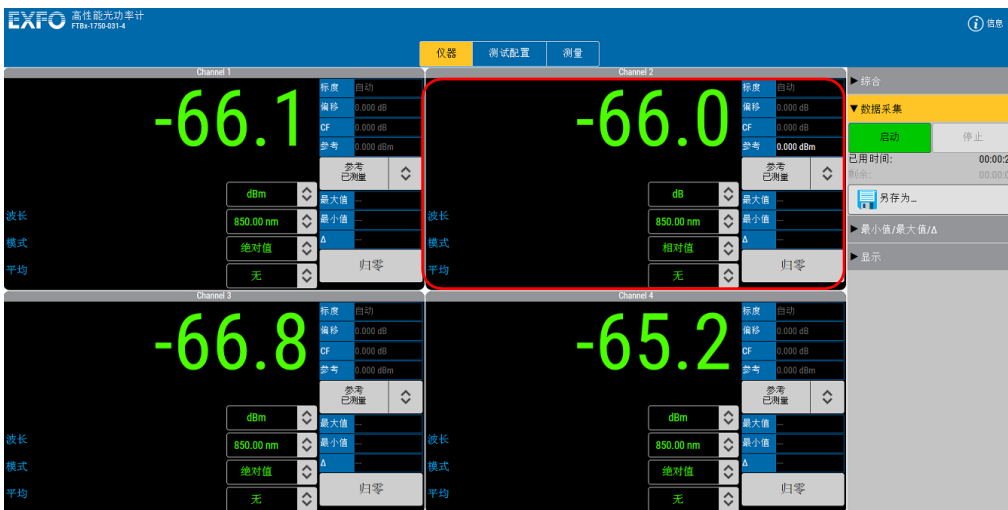 EXFO 高性能光功率计
FTBx-1750-031-4
信息
仪器 测试配置 测量
Channel 1
-66.1
标度 自动
偏移 0.000 dB
CF 0.000 dB
参考 0.000 dBm
参考
已测量
dBm
最大值 --
波长 850.00 nm
最小值 --
模式 绝对值
Δ --
平均 无
归零
Channel 2
-66.0
标度 自动
偏移 0.000 dB
CF 0.000 dB
参考 0.000 dBm
参考
已测量
dB
最大值 --
波长 850.00 nm
最小值 --
模式 相对值
Δ --
平均 无
归零
Channel 3
-66.8
标度 自动
偏移 0.000 dB
CF 0.000 dB
参考 0.000 dBm
参考
已测量
dBm
最大值 --
波长 850.00 nm
最小值 --
模式 绝对值
Δ --
平均 无
归零
Channel 4
-65.2
标度 自动
偏移 0.000 dB
CF 0.000 dB
参考 0.000 dBm
参考
已测量
dBm
最大值 --
波长 850.00 nm
最小值 --
模式 绝对值
Δ --
平均 无
归零
综合
数据采集
启动 停止
已用时间: 00:00:2
剩余: 00:00:0
另存为...
最小值/最大值/Δ
显示